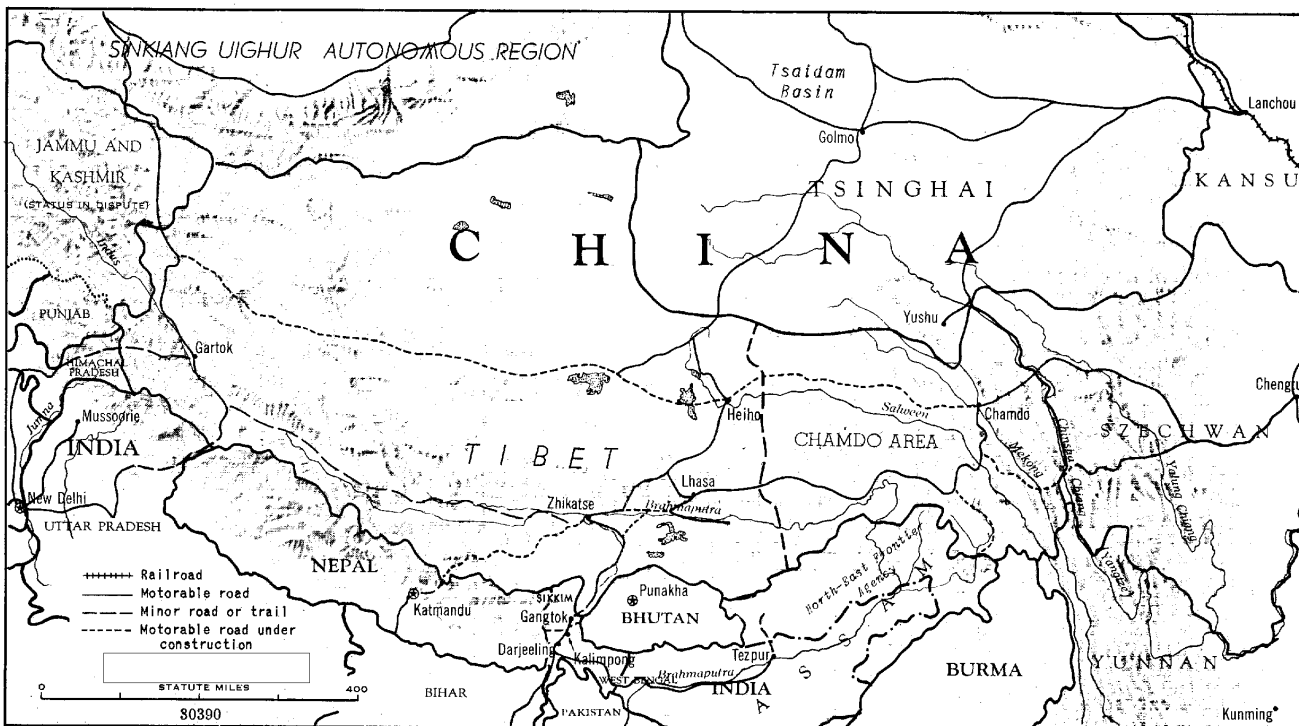 SINKIANG UIGHUR AUTONOMOUS REGION
Tsaidam
Basin
Lanchou
Golmo
JAMMU AND
KASHMIR
(STATUS IN DISPUTE)
TSINGHAI
KANSU
CHINA
Indus
PUNJAB
Yushu
Gartok
HIMACHAL
PRADESH
Chengtu
Jumna
Mussoorie
Heiho
Salween
Chamdo
INDIA
TIBET
CHAMDO AREA
Mekong
Chinsha
Chiang
SZECHWAN
Yalung
Chiang
Lhasa
New Delhi
Zhikatse
Brahmaputra
UTTAR PRADESH
North-East Frontier
Agency
Yangtze
NEPAL
Railroad
Motorable road
Minor road or trail
Motorable road under
construction
Katmandu
SIKKIM
Punakha
BHUTAN
Gangtok
Darjeeling
Kalimpong
Tezpur
ASSAM
BURMA
YUNNAN
WEST BENGAL
Brahmaputra
INDIA
STATUTE MILES
0 400
BIHAR
PAKISTAN
80390
Kunming